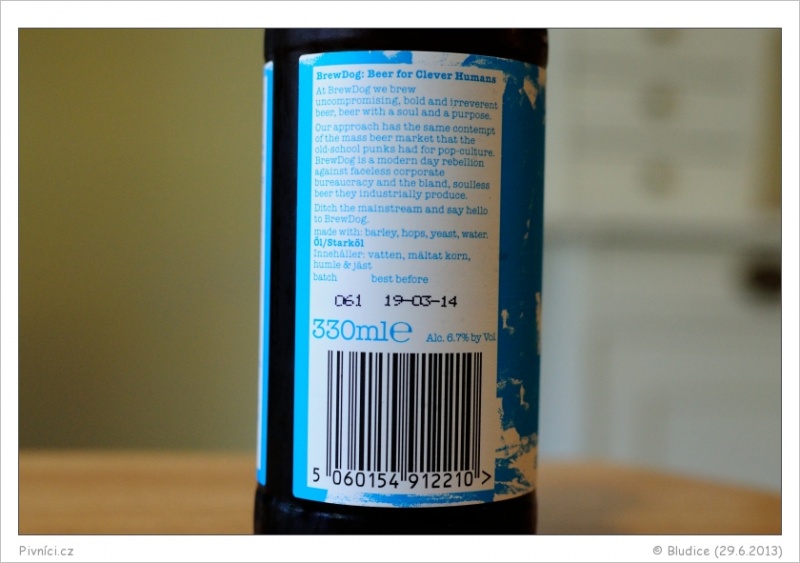 BrewDog: Beer for Clever Humans
At BrewDog we brew
uncompromising, bold and irreverent
beer, beer with a soul and a purpose.
Our approach has the same contempt
of the mass beer market that the
old-school punks had for pop-culture.
BrewDog is a modern day rebellion
against faceless corporate
bureaucracy and the bland, soulless
beer they industrially produce.
Ditch the mainstream and say hello
to BrewDog.
made with: barley, hops, yeast, water.
Öl/Starköl
Innehåller: vatten, mältat korn,
humle & jäst
batch best before
061 19-03-14
330ml℮ Alc. 6.7% by Vol
5 060154 912210 >
Pivníci.cz © Bludice (29.6.2013)